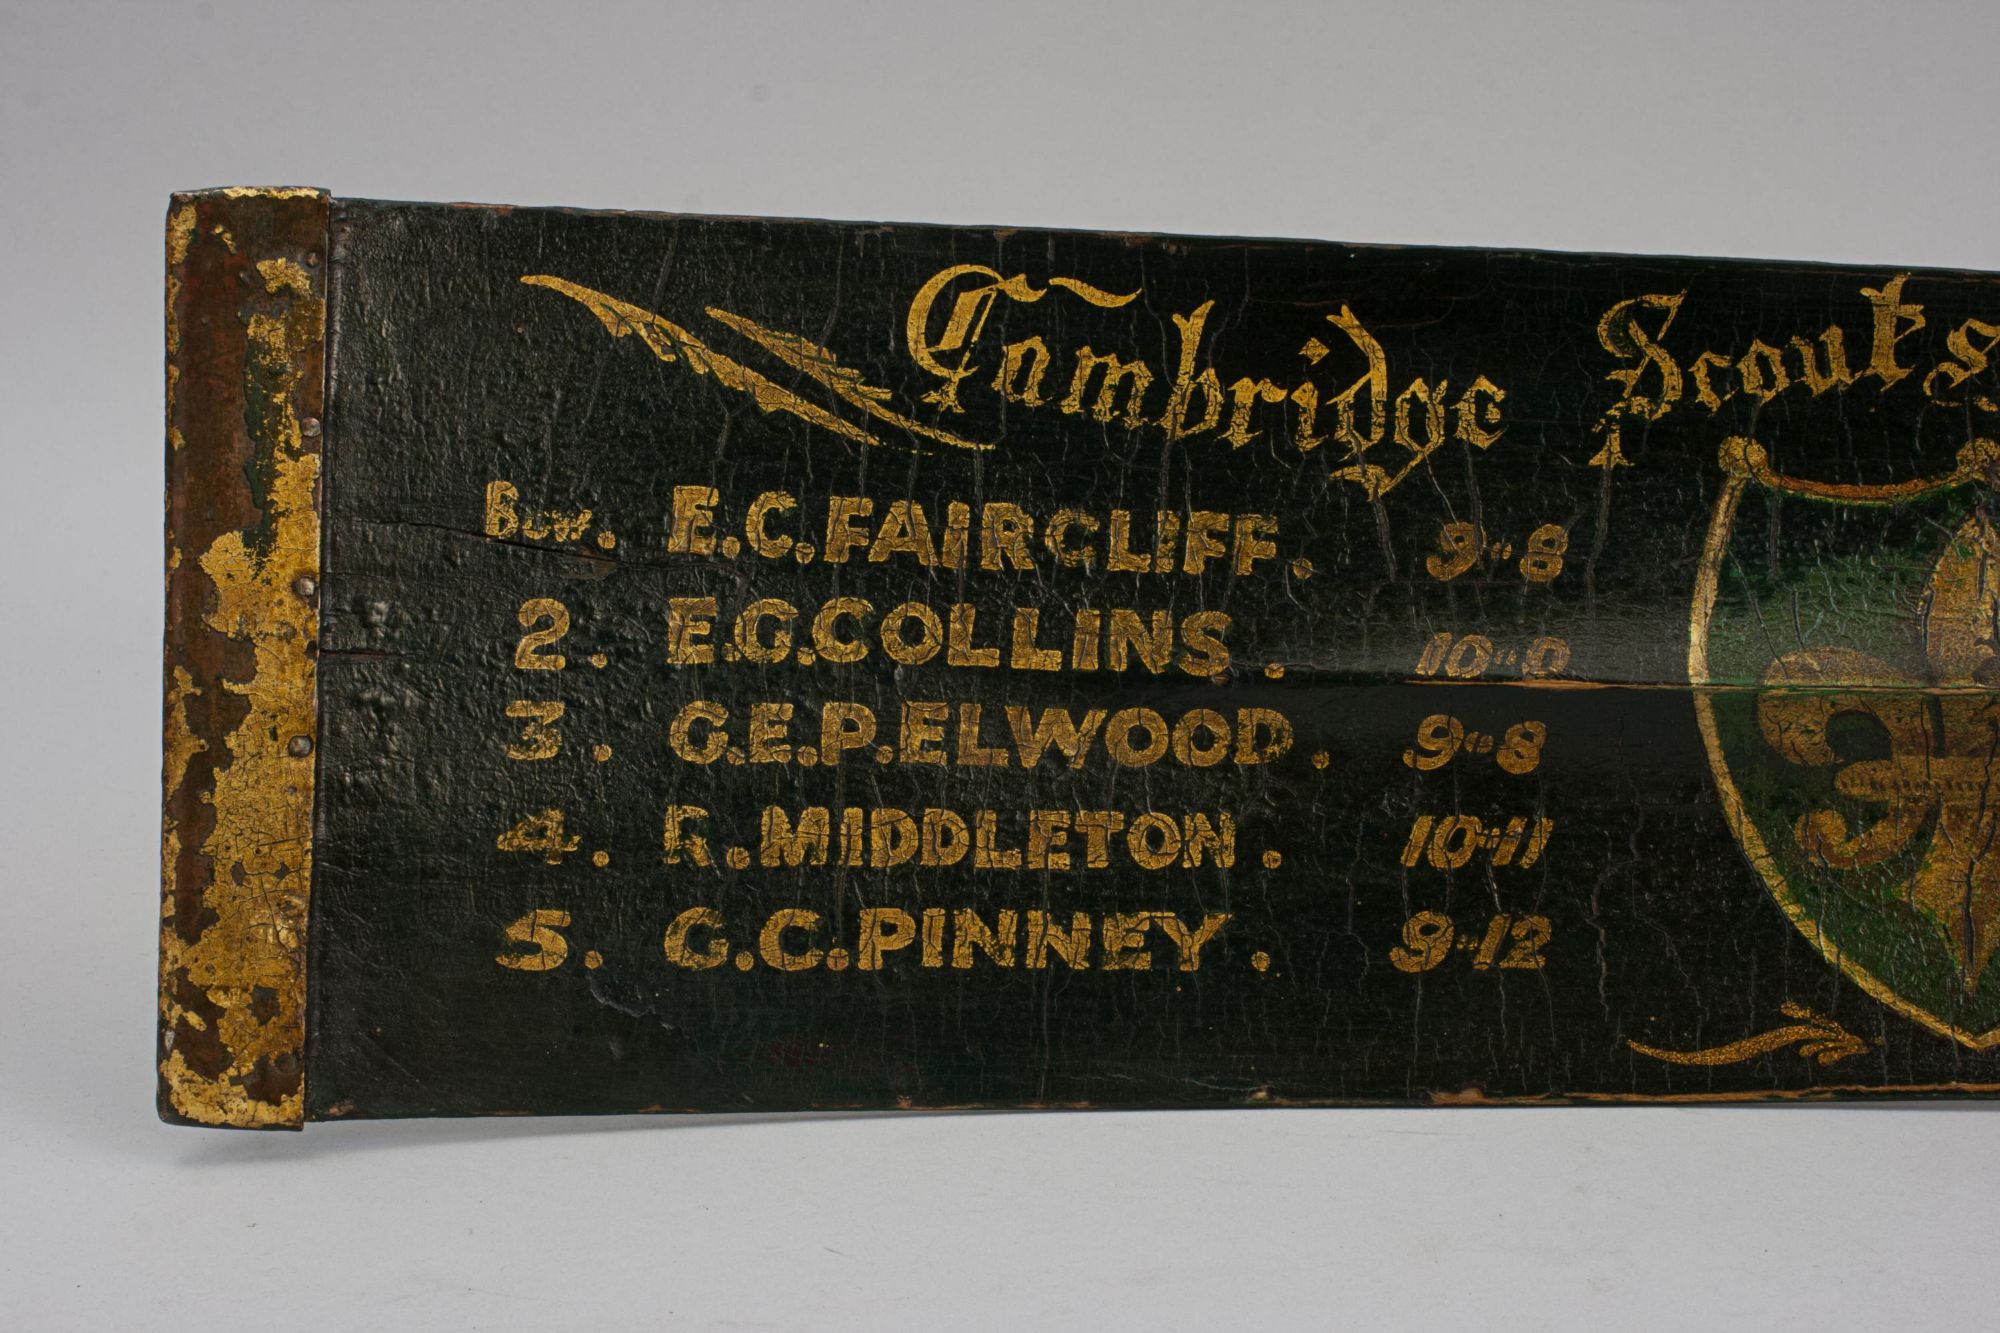 Cambridge Scouts
Bow. E.C. FAIRCLIFF. 9-8
2. E.G. COLLINS. 10-0
3. G.E.P. ELWOOD. 9-8
4. R. MIDDLETON. 10-11
5. G.C. PINNEY. 9-12